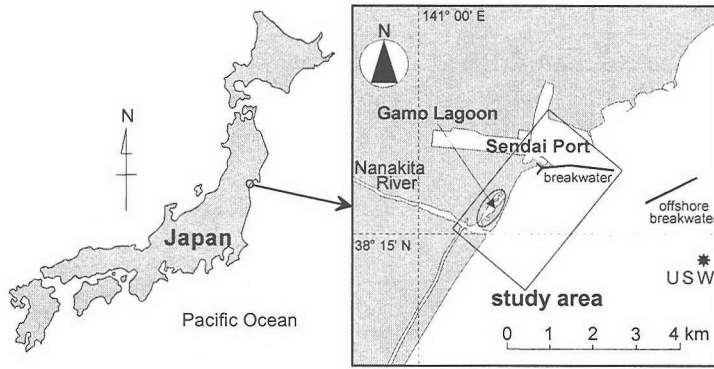 N
Japan
Pacific Ocean
141° 00' E
N
Gamo Lagoon
Sendai Port
Nanakita
River
breakwater
offshore
breakwater
38° 15' N
USW
study area
0 1 2 3 4 km